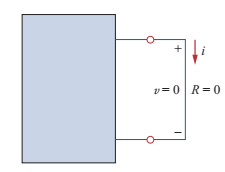 +
i
v = 0 R = 0
−